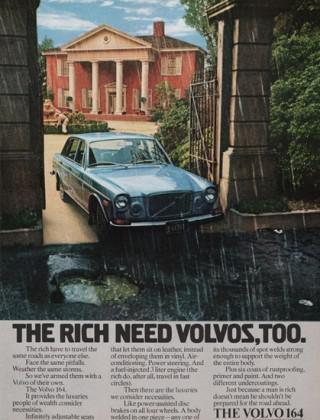 THE RICH NEED VOLVOS, TOO.
The rich have to travel the
same roads as everyone else.
Face the same pitfalls.
Weather the same storms.
So we've armed them with a
Volvo of their own.
The Volvo 164.
It provides the luxuries
people of wealth consider
necessities.
Infinitely adjustable seats
that let them sit on leather, instead
of enveloping them in vinyl. Air-
conditioning. Power steering. And
a fuel-injected 3 liter engine (the
rich do, after all, travel in fast
circles).
Then there are the luxuries
we consider necessities.
Like power-assisted disc
brakes on all four wheels. A body
welded in one piece—any one of
its thousands of spot welds strong
enough to support the weight of
the entire body.
Plus six coats of rustproofing,
primer and paint. And two
different undercoatings.
Just because a man is rich
doesn't mean he shouldn't be
prepared for the road ahead.
THE VOLVO 164